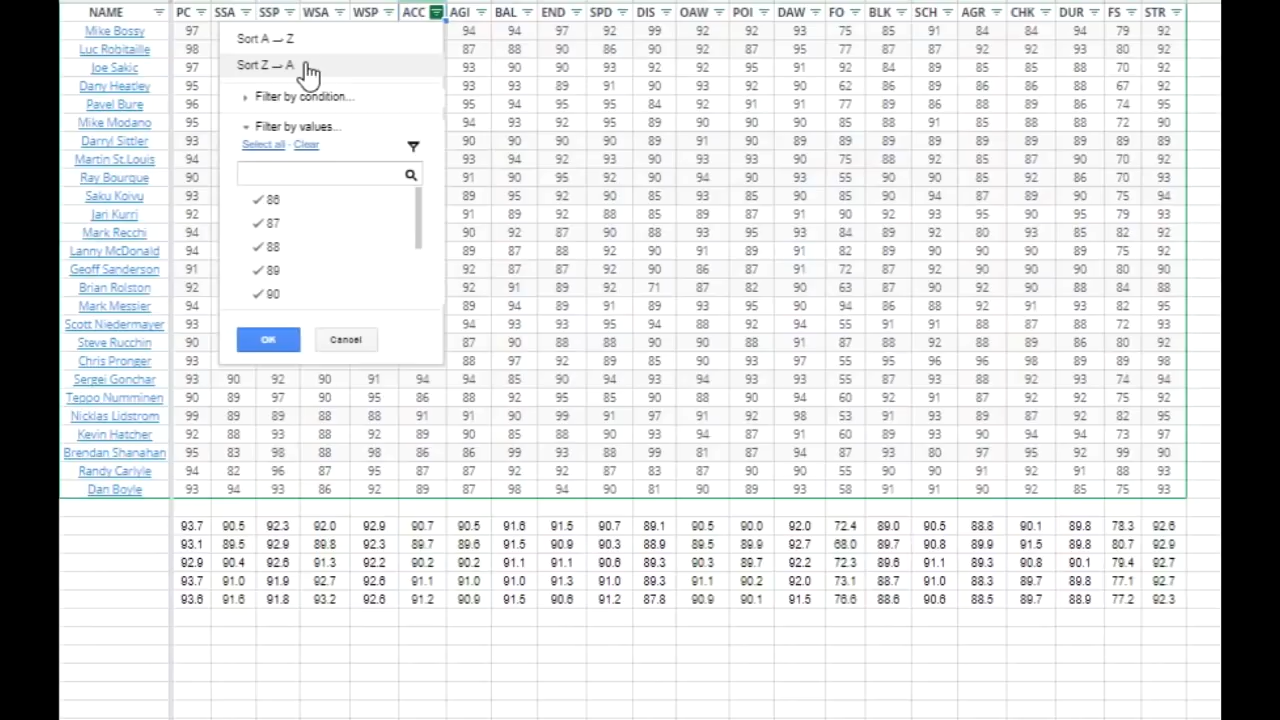 NAME PC SSA SSP WSA WSP ACC AGI BAL END SPD DIS OAW POI DAW FO BLK SCH AGR CHK DUR FS STR
Mike Bossy 97 94 94 97 92 99 92 92 93 75 85 91 84 84 94 79 92
Sort A → Z
Luc Robitaille 98 87 88 90 86 90 92 90 95 77 87 87 92 92 93 80 92
Sort Z → A
Joe Sakic 97 93 90 90 93 92 92 95 91 92 84 89 85 85 88 70 92
Dany Heatley 95 93 89 91 90 93 92 92 90 62 86 89 86 86 88 67 92
Filter by condition...
Pavel Bure 96 95 94 95 95 84 92 91 91 77 89 86 88 89 86 74 95
Mike Modano 95 94 93 92 95 89 90 90 90 85 88 91 88 88 88 72 90
Filter by values...
Darryl Sittler 93 90 90 90 90 89 91 90 89 89 89 89 89 89 89 89 89
Select all - Clear
Martin St.Louis 94 93 94 92 93 90 93 93 90 75 88 92 85 87 90 70 92
Ray Bourque 90 91 90 95 92 90 94 90 93 55 90 90 85 92 86 70 93
Saku Koivu 93 89 95 92 90 85 92 89 90 85 90 94 87 89 90 75 94
86
Jari Kurri 92 91 89 92 88 85 89 87 91 90 92 93 95 90 95 79 93
87
Mark Recchi 94 90 92 87 90 88 93 95 93 84 89 92 80 93 85 82 92
88
Lanny McDonald 94 89 87 88 92 90 91 89 91 82 89 90 90 90 89 75 92
Geoff Sanderson 91 92 87 87 92 90 86 87 91 72 87 90 90 90 90 80 90
89
Brian Rolston 92 92 91 89 92 71 87 82 90 63 87 90 92 90 88 84 88
90
Mark Messier 94 89 94 89 91 89 93 95 90 94 86 88 92 91 93 82 95
Scott Niedermayer 93 94 93 93 95 94 88 92 94 55 91 91 88 87 88 72 93
OK Cancel
Steve Rucchin 90 87 90 88 88 90 90 88 91 87 88 92 88 89 86 80 92
Chris Pronger 93 88 97 92 89 85 90 93 97 55 95 96 96 98 89 89 98
Sergei Gonchar 93 90 92 90 91 94 94 85 90 94 93 94 93 93 55 87 93 88 92 93 74 94
Teppo Numminen 90 89 97 90 95 86 88 92 95 85 90 88 90 94 60 92 91 87 92 92 75 92
Nicklas Lidstrom 99 89 89 88 88 91 91 90 99 91 97 91 92 92 53 91 93 89 87 92 82 95
Kevin Hatcher 92 88 93 88 92 89 90 85 88 90 93 94 87 91 60 89 93 90 94 94 73 97
Brendan Shanahan 95 83 98 88 98 86 86 99 93 88 99 81 87 94 87 93 80 97 95 92 99 90
Randy Carlyle 94 82 96 87 95 87 87 92 92 87 83 87 90 90 55 90 90 91 92 91 88 93
Dan Boyle 93 94 93 86 92 89 87 98 94 90 81 90 89 93 58 91 91 90 92 85 75 93
93.7 90.5 92.3 92.0 92.9 90.7 90.5 91.6 91.5 90.7 89.1 90.5 90.0 92.0 72.4 89.0 90.5 88.8 90.1 89.8 78.3 92.6
93.1 89.5 92.9 89.8 92.3 89.7 89.6 91.5 90.9 90.3 88.9 89.5 89.9 92.7 68.0 89.7 90.8 89.9 91.5 89.8 80.7 92.9
92.9 90.4 92.6 91.3 92.2 90.2 90.2 91.1 91.1 90.6 89.3 90.3 89.7 92.2 72.3 89.6 91.1 89.3 90.8 90.1 79.4 92.7
93.7 91.0 91.9 92.7 92.6 91.1 91.0 91.0 91.3 91.0 89.3 91.1 90.2 92.0 73.1 88.7 91.0 88.3 89.7 89.8 77.1 92.7
93.6 91.6 91.8 93.2 92.6 91.2 90.9 91.5 90.6 91.2 87.8 90.9 90.1 91.5 76.6 88.6 90.6 88.5 89.7 88.9 77.2 92.3